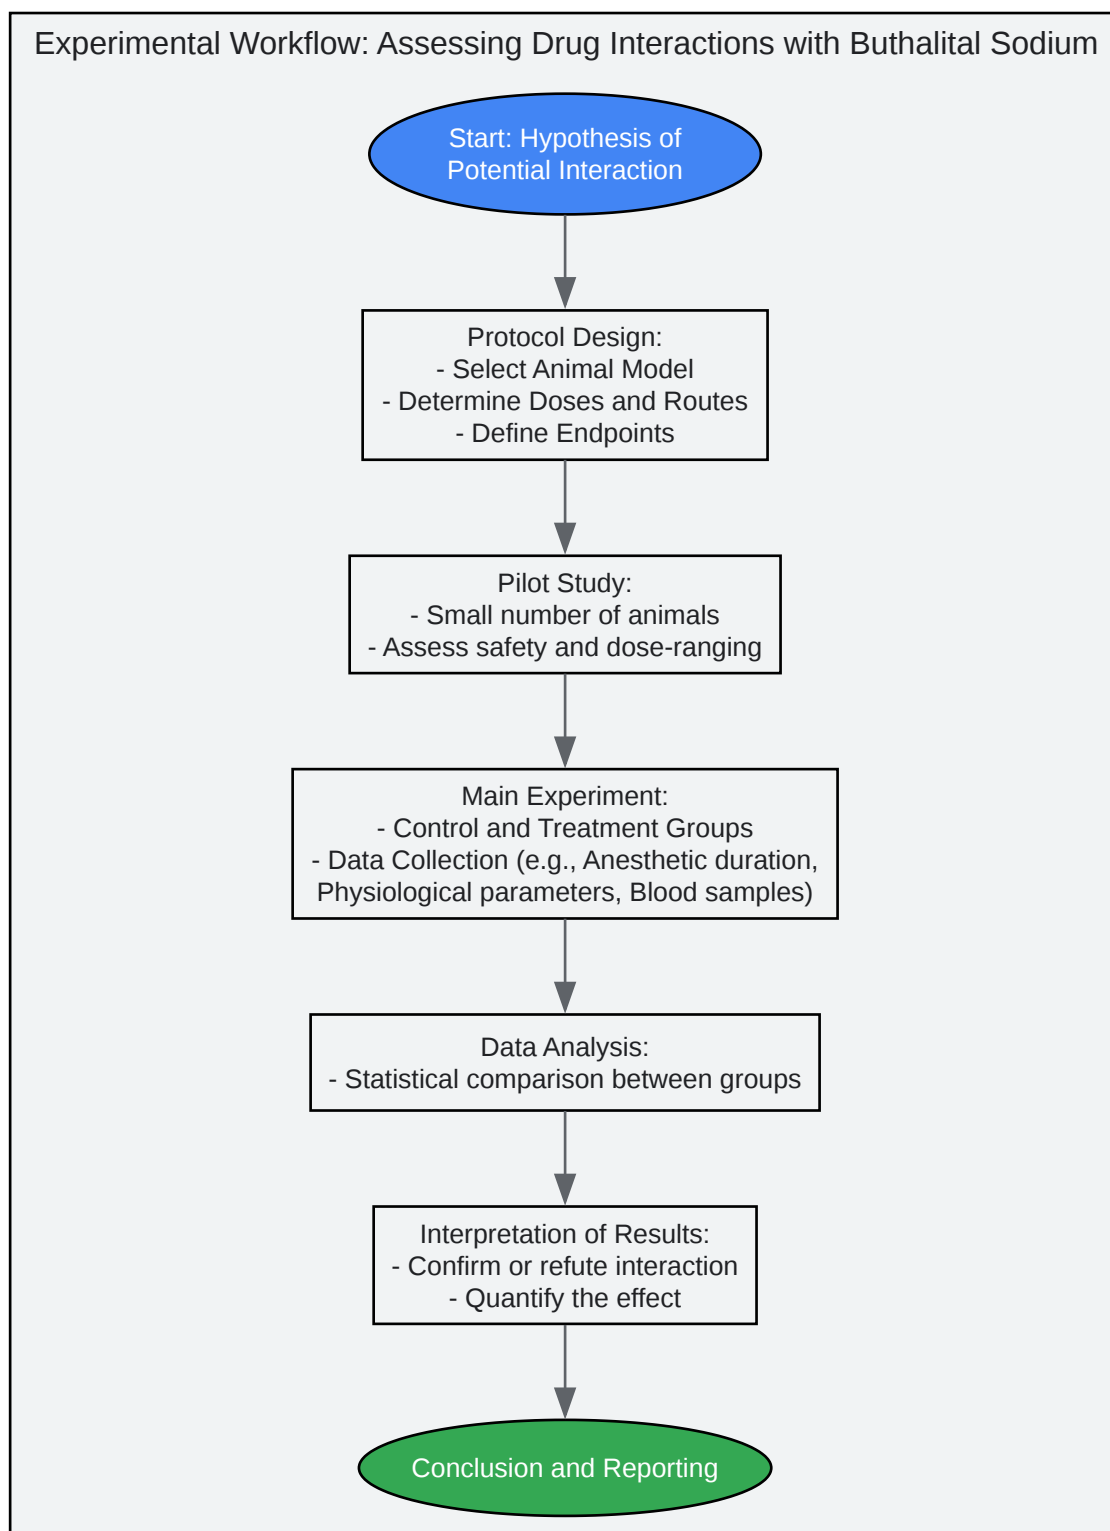 Experimental Workflow: Assessing Drug Interactions with Buthalital Sodium
Start: Hypothesis of
Potential Interaction
Protocol Design:
- Select Animal Model
- Determine Doses and Routes
- Define Endpoints
Pilot Study:
- Small number of animals
- Assess safety and dose-ranging
Main Experiment:
- Control and Treatment Groups
- Data Collection (e.g., Anesthetic duration,
Physiological parameters, Blood samples)
Data Analysis:
- Statistical comparison between groups
Interpretation of Results:
- Confirm or refute interaction
- Quantify the effect
Conclusion and Reporting